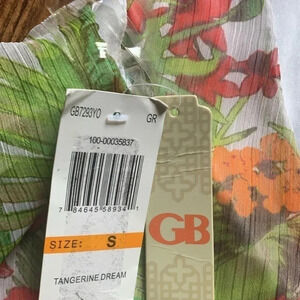 GB7293YO
GR
100-00035837
7 84645 58934 1
SIZE: S
TANGERINE DREAM
GB